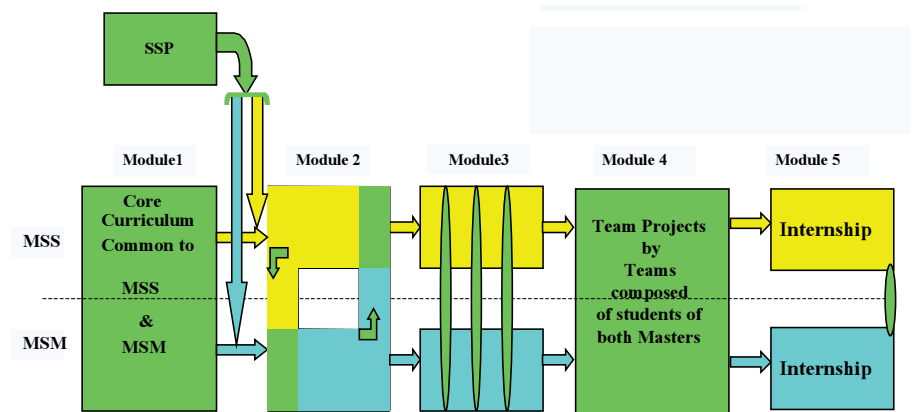 SSP
Module1
Module 2
Module3
Module 4
Module 5
Core
Curriculum
Common to
MSS
&
MSM
MSS
MSM
Team Projects
by
Teams
composed
of students of
both Masters
Internship
Internship